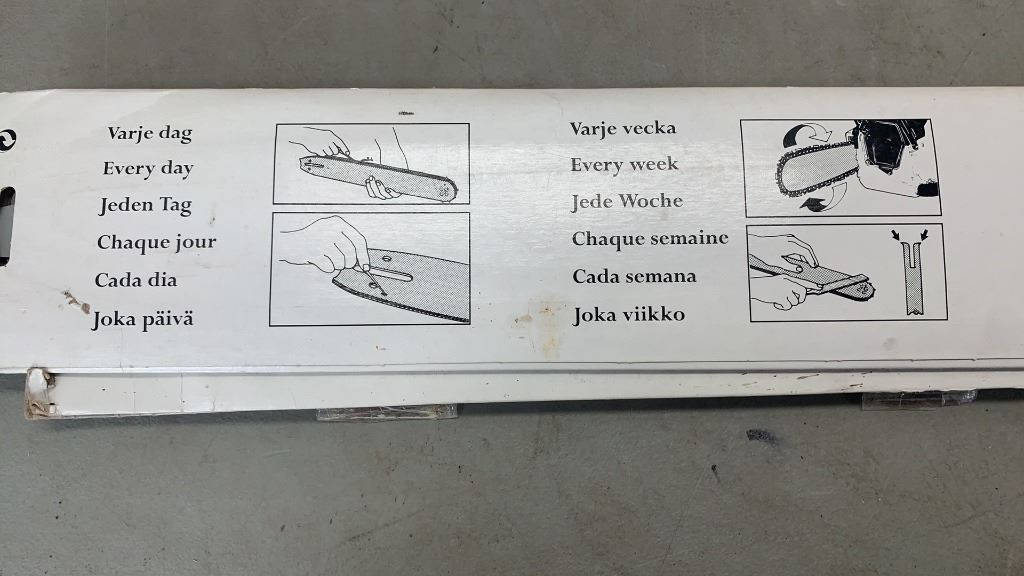 Varje dag
Every day
Jeden Tag
Chaque jour
Cada dia
Joka päivä
Varje vecka
Every week
Jede Woche
Chaque semaine
Cada semana
Joka viikko